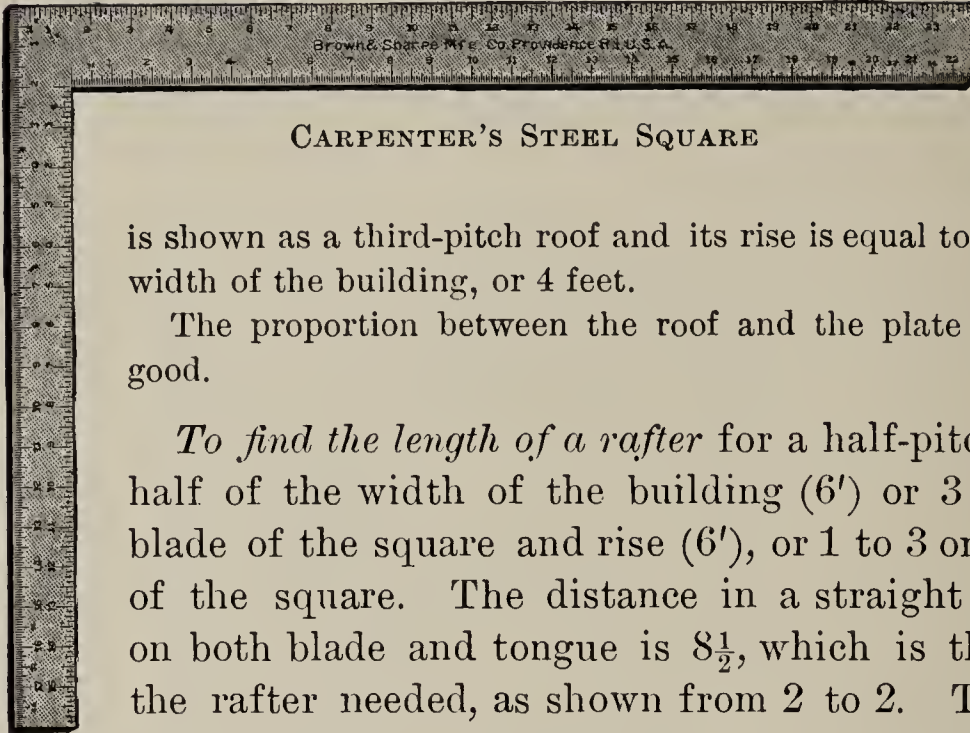 Brown & Sharpe Mfg. Co. Providence R.I. U.S.A.
CARPENTER'S STEEL SQUARE
is shown as a third-pitch roof and its rise is equal to
width of the building, or 4 feet.
The proportion between the roof and the plate
good.
To find the length of a rafter for a half-pitc
half of the width of the building (6′) or 3
blade of the square and rise (6′), or 1 to 3 or
of the square. The distance in a straight
on both blade and tongue is 8½, which is th
the rafter needed, as shown from 2 to 2. T